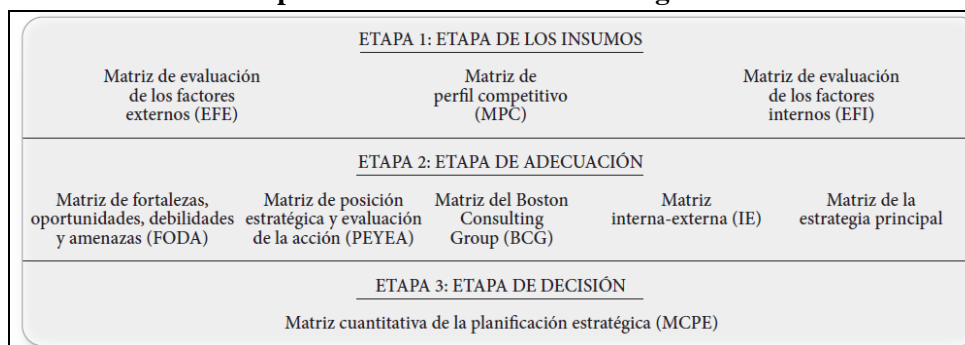 ETAPA 1: ETAPA DE LOS INSUMOS
Matriz de evaluación
de los factores
externos (EFE)
Matriz de
perfil competitivo
(MPC)
Matriz de evaluación
de los factores
internos (EFI)
ETAPA 2: ETAPA DE ADECUACIÓN
Matriz de fortalezas,
oportunidades, debilidades
y amenazas (FODA)
Matriz de posición
estratégica y evaluación
de la acción (PEYEA)
Matriz del Boston
Consulting
Group (BCG)
Matriz
interna-externa (IE)
Matriz de la
estrategia principal
ETAPA 3: ETAPA DE DECISIÓN
Matriz cuantitativa de la planificación estratégica (MCPE)